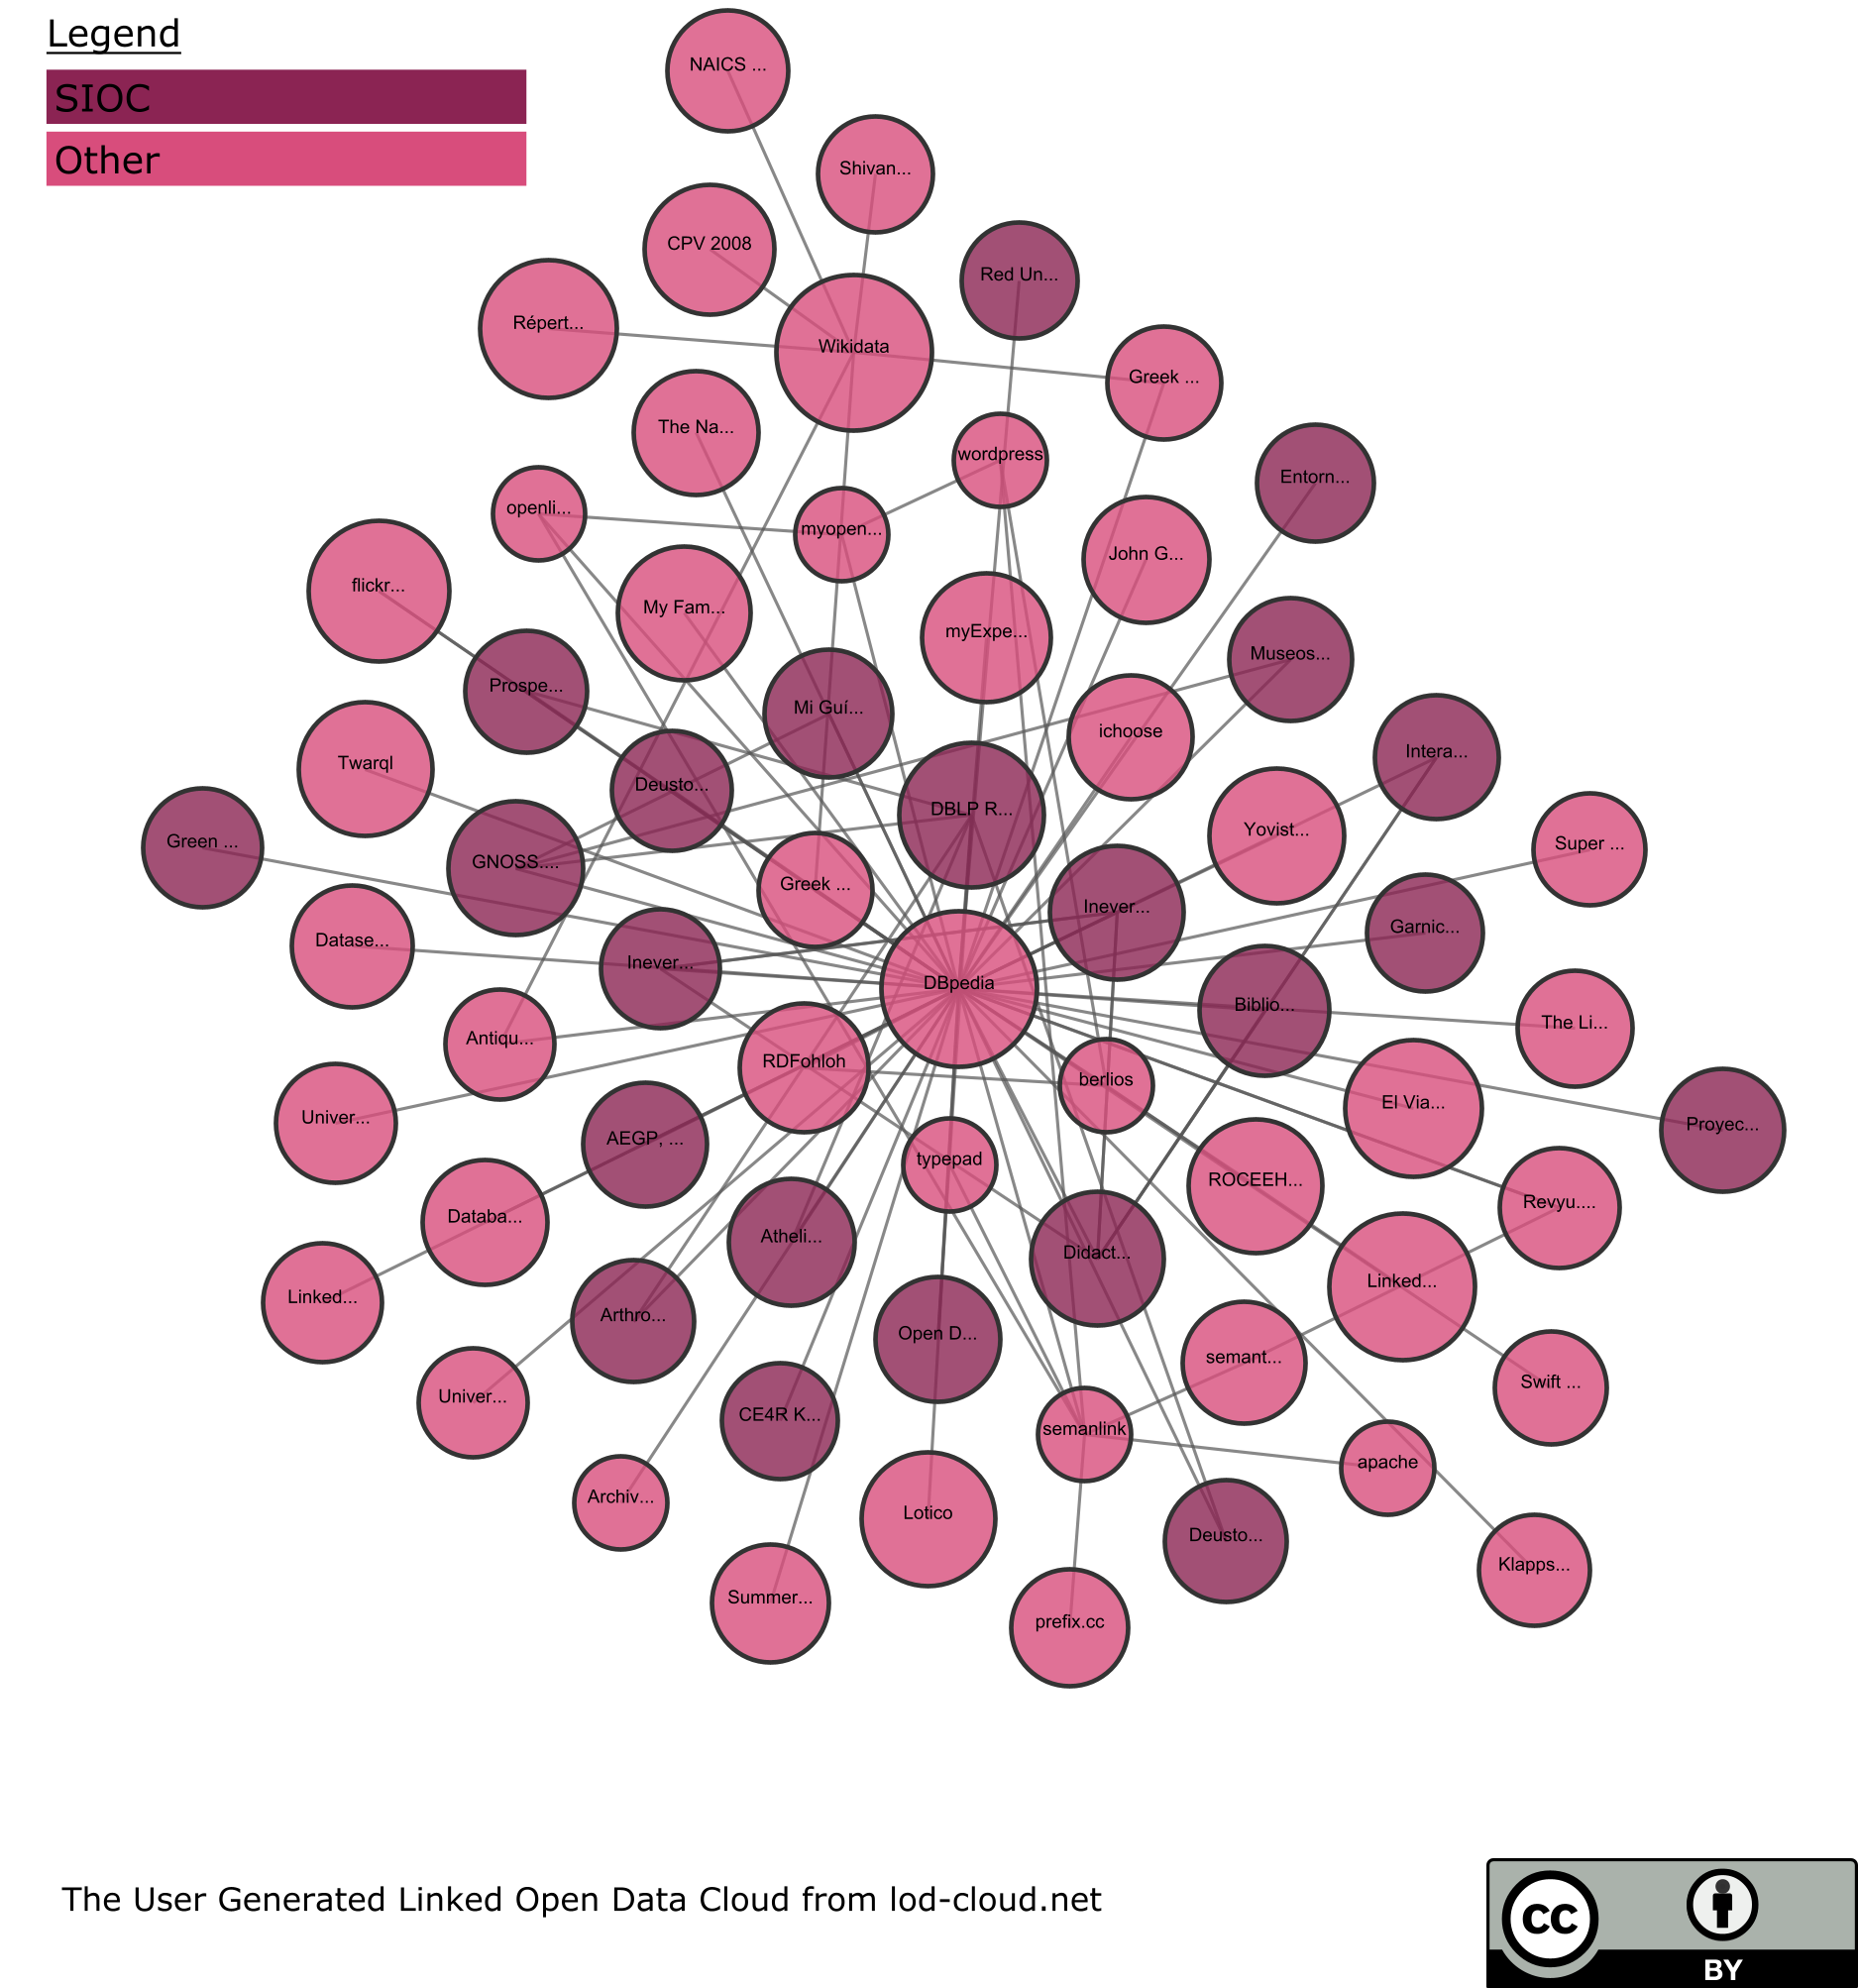 Legend
SIOC
Other
NAICS ...
Shivan...
CPV 2008
Red Un...
Répert...
Wikidata
Greek ...
The Na...
wordpress
Entorn...
openli...
myopen...
John G...
flickr...
My Fam...
myExpe...
Museos...
Prospe...
Mi Guí...
ichoose
Intera...
Twarql
Deusto...
DBLP R...
Yovist...
Super ...
Green ...
GNOSS....
Greek ...
Inever...
Garnic...
Datase...
Inever...
DBpedia
Biblio...
The Li...
Antiqu...
RDFohloh
berlios
El Via...
Proyec...
Univer...
AEGP, ...
typepad
ROCEEH...
Revyu....
Databa...
Atheli...
Didact...
Linked...
Linked...
Arthro...
Open D...
semant...
Swift ...
Univer...
CE4R K...
semanlink
apache
Archiv...
Lotico
Deusto...
Klapps...
Summer...
prefix.cc
The User Generated Linked Open Data Cloud from lod-cloud.net
cc
BY